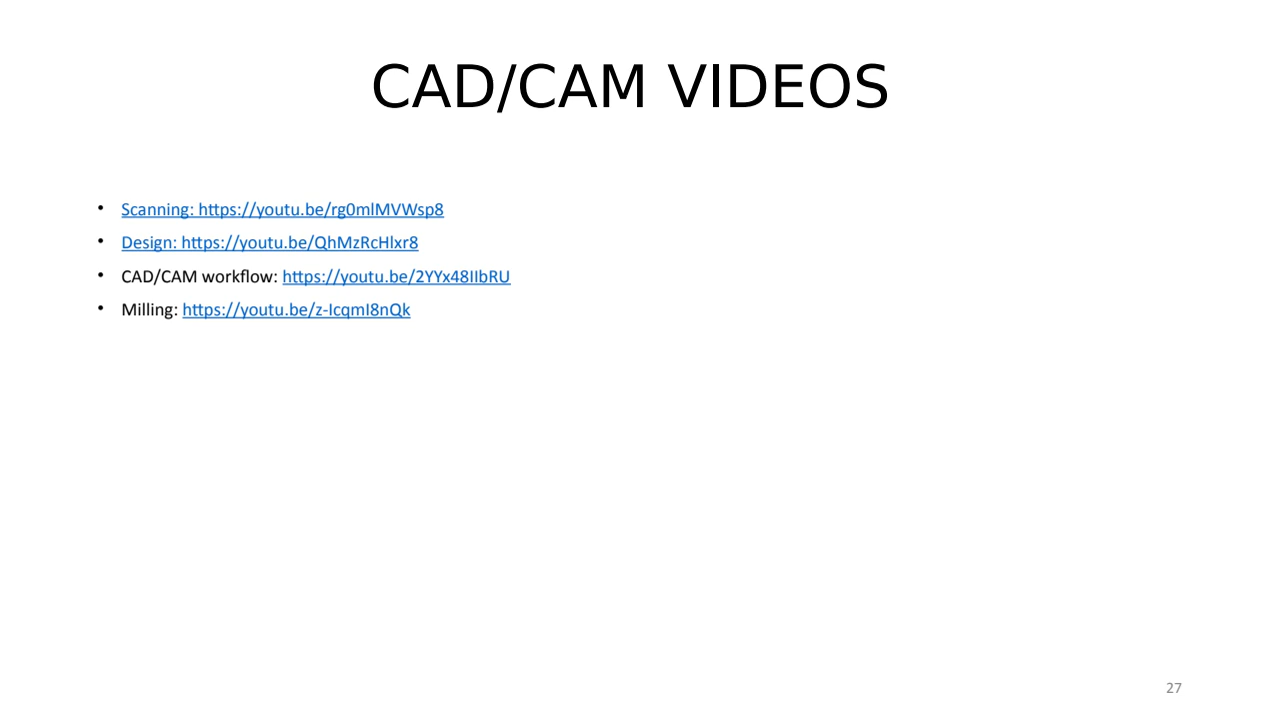 CAD/CAM VIDEOS
• Scanning: https://youtu.be/rg0mlMVWsp8
• Design: https://youtu.be/QhMzRcHlxr8
• CAD/CAM workflow: https://youtu.be/2YYx48IIbRU
• Milling: https://youtu.be/z-IcqmI8nQk
27